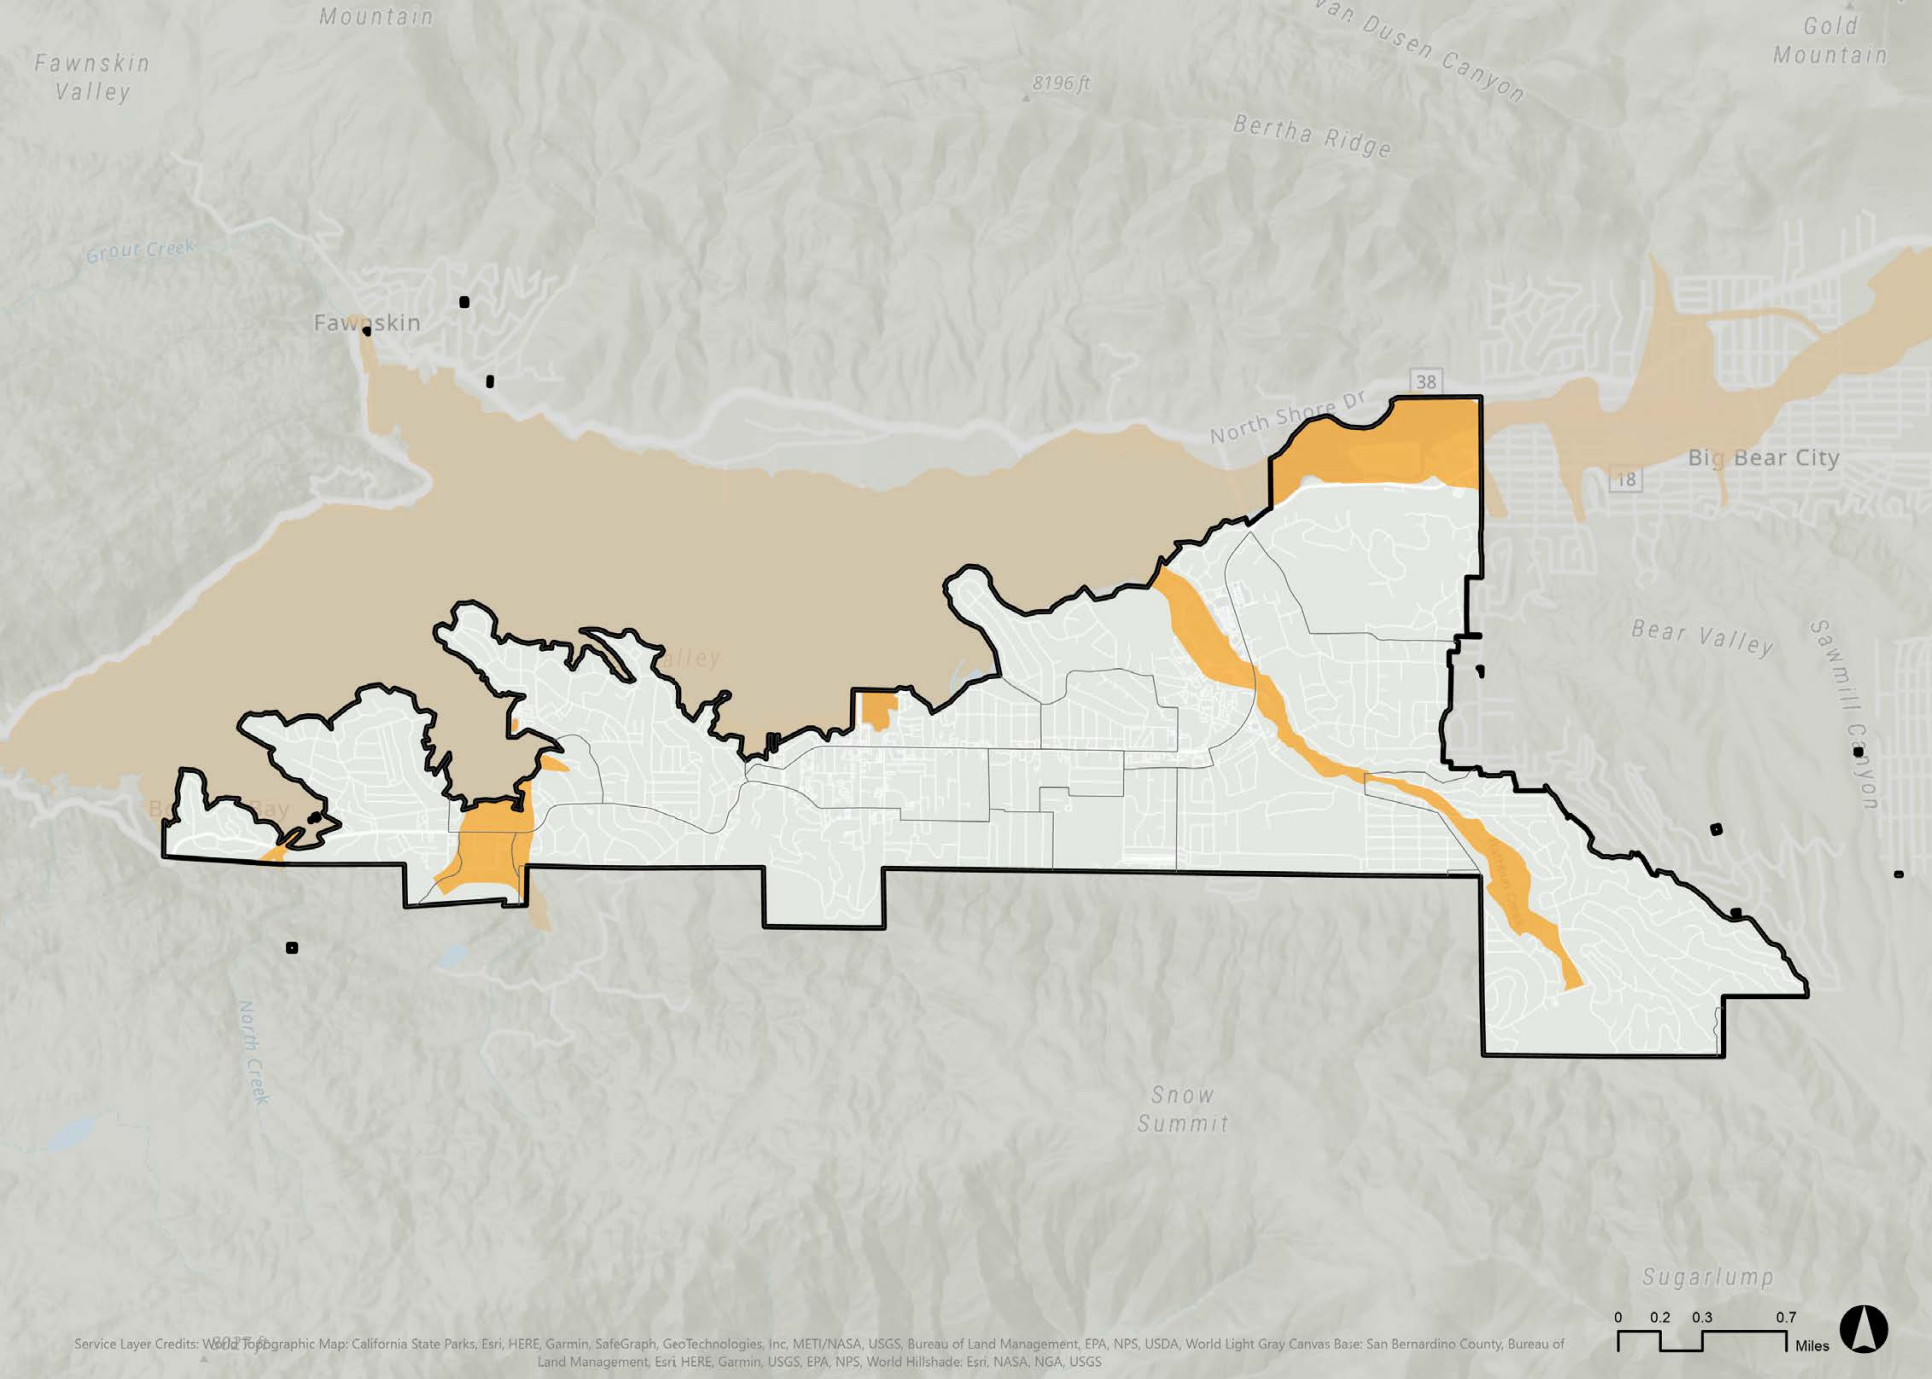 Mountain
Fawnskin
Valley
8196 ft
Van Dusen Canyon
Gold
Mountain
Bertha Ridge
Grout Creek
Fawnskin
38
North Shore Dr
Big Bear City
18
Bear Valley
Sawmill Canyon
alley
Bay
North Creek
Snow
Summit
Sugarlump
0 0.2 0.3 0.7
Miles
Service Layer Credits: World Topographic Map: California State Parks, Esri, HERE, Garmin, SafeGraph, GeoTechnologies, Inc, METI/NASA, USGS, Bureau of Land Management, EPA, NPS, USDA, World Light Gray Canvas Base: San Bernardino County, Bureau of
Land Management, Esri, HERE, Garmin, USGS, EPA, NPS, World Hillshade: Esri, NASA, NGA, USGS